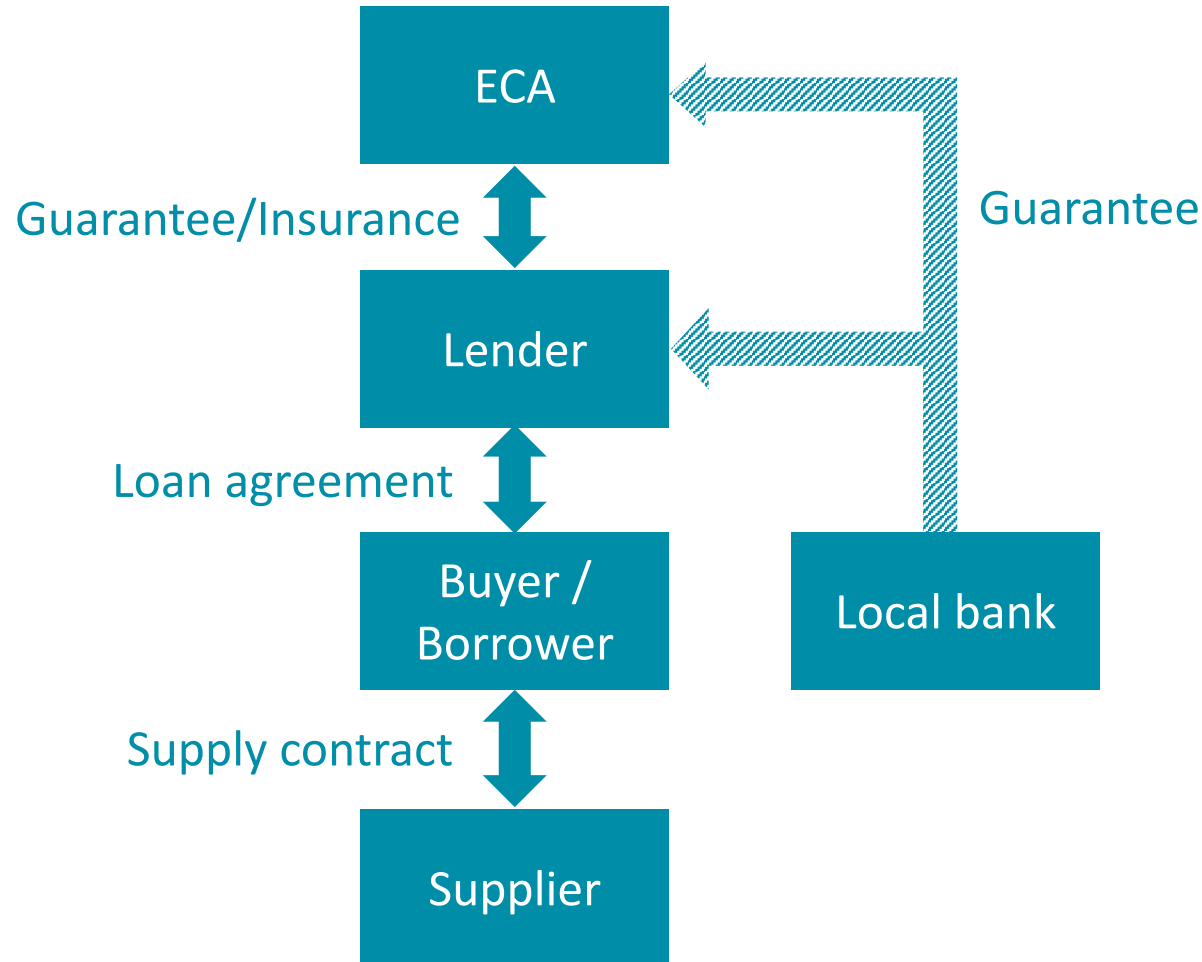 ECA
Guarantee/Insurance
Guarantee
Lender
Loan agreement
Buyer /
Borrower
Local bank
Supply contract
Supplier